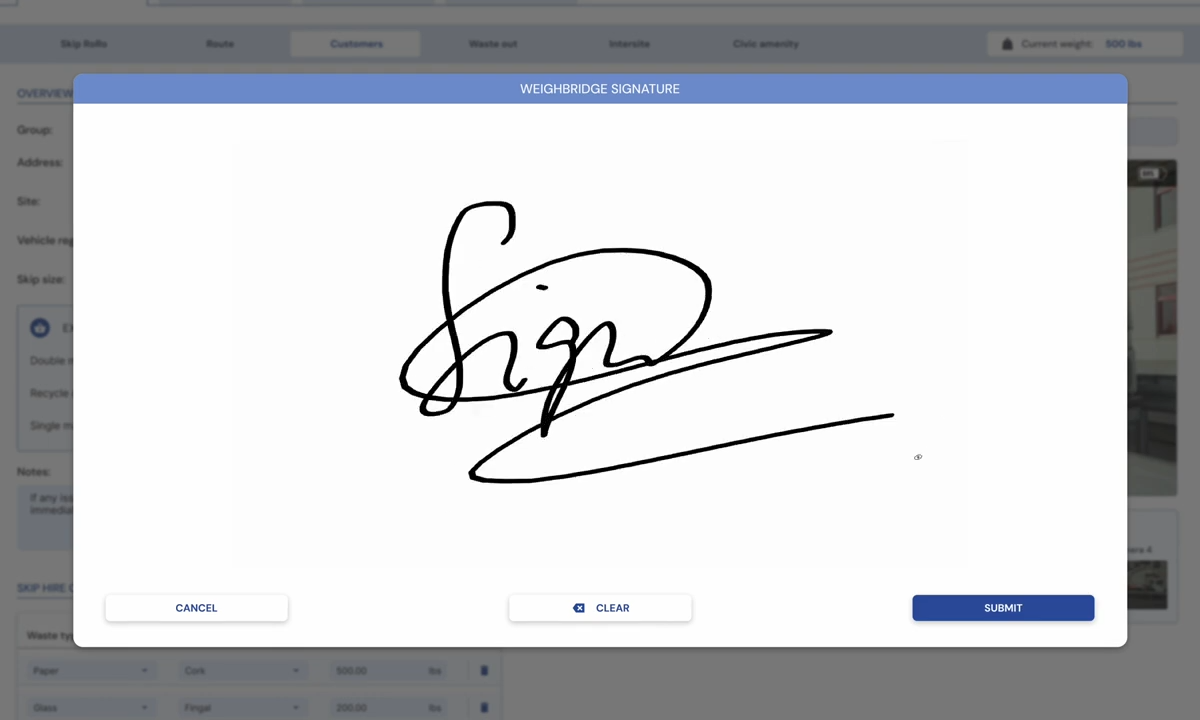 Skip RoRo Route Customers Waste out Intersite Civic amenity Current weight: 500 lbs
OVERVIEW
WEIGHBRIDGE SIGNATURE
Group:
Address:
Site:
Vehicle reg
Skip size:
Double
Recycle
Single
Notes:
If any
immedia
Sign
CANCEL CLEAR SUBMIT
SKIP HIRE
Waste ty
Paper Cork 500.00 lbs
Glass Fingal 200.00 lbs